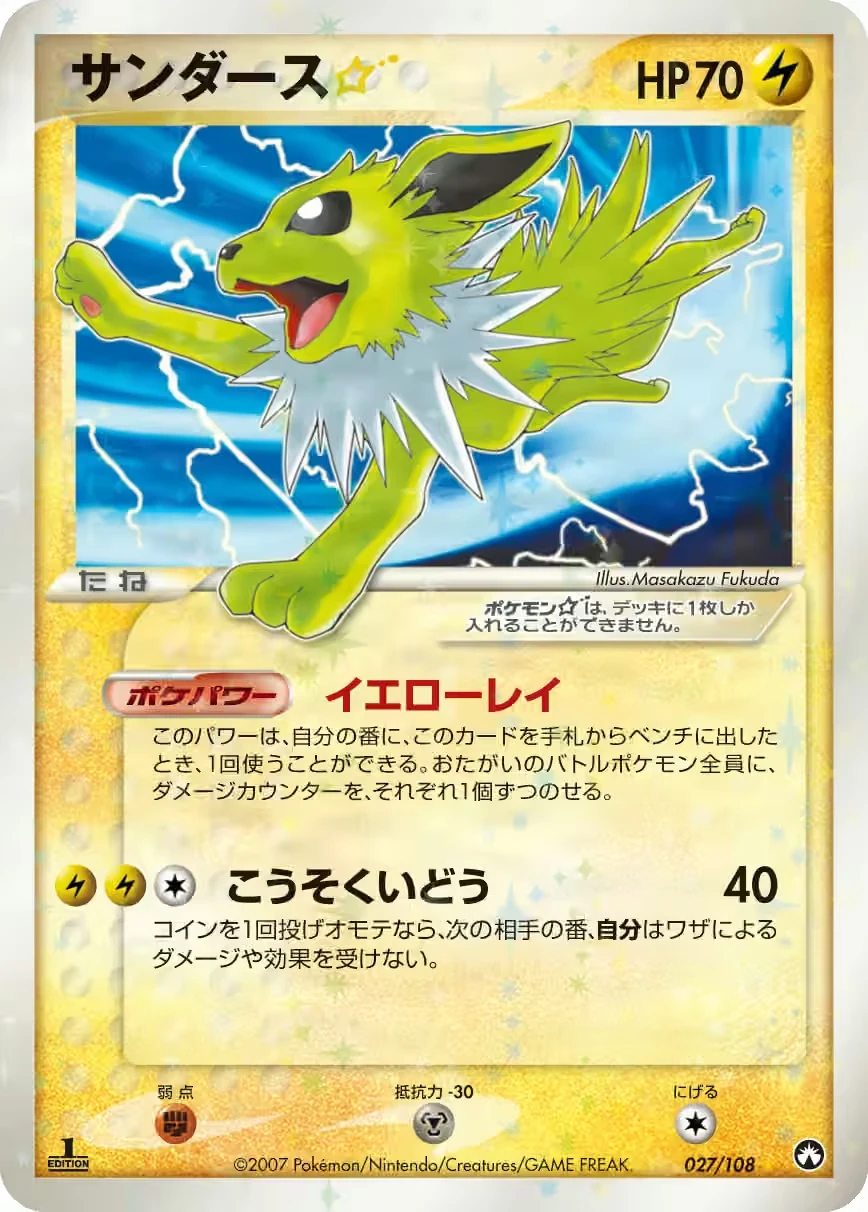 サンダース☆ HP70
たね
Illus. Masakazu Fukuda
ポケモン☆は、デッキに1枚しか
入れることができません。
ポケパワー イエローレイ
このパワーは、自分の番に、このカードを手札からベンチに出した
とき、1回使うことができる。おたがいのバトルポケモン全員に、
ダメージカウンターを、それぞれ1個ずつのせる。
こうそくいどう 40
コインを1回投げオモテなら、次の相手の番、自分はワザによる
ダメージや効果を受けない。
弱点 抵抗力 -30 にげる
1 EDITION
©2007 Pokémon/Nintendo/Creatures/GAME FREAK. 027/108